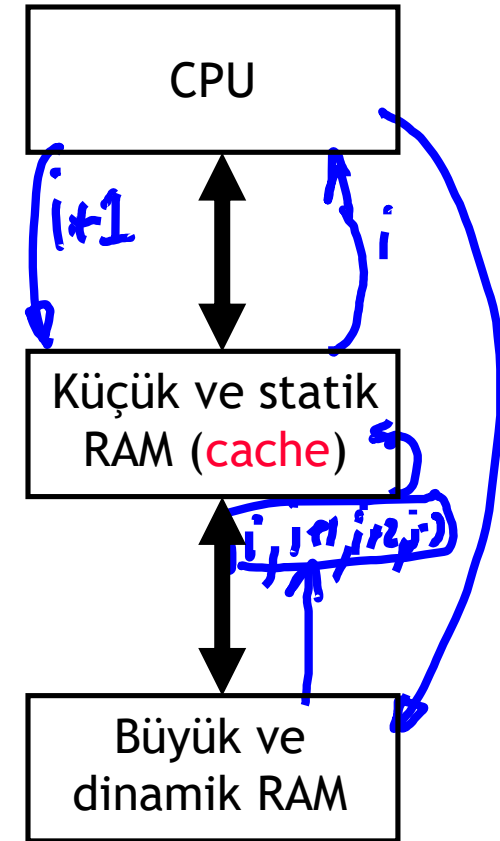 CPU
i+1
i
Küçük ve statik
RAM (cache)
i, i+1, i+2, i-)
Büyük ve
dinamik RAM